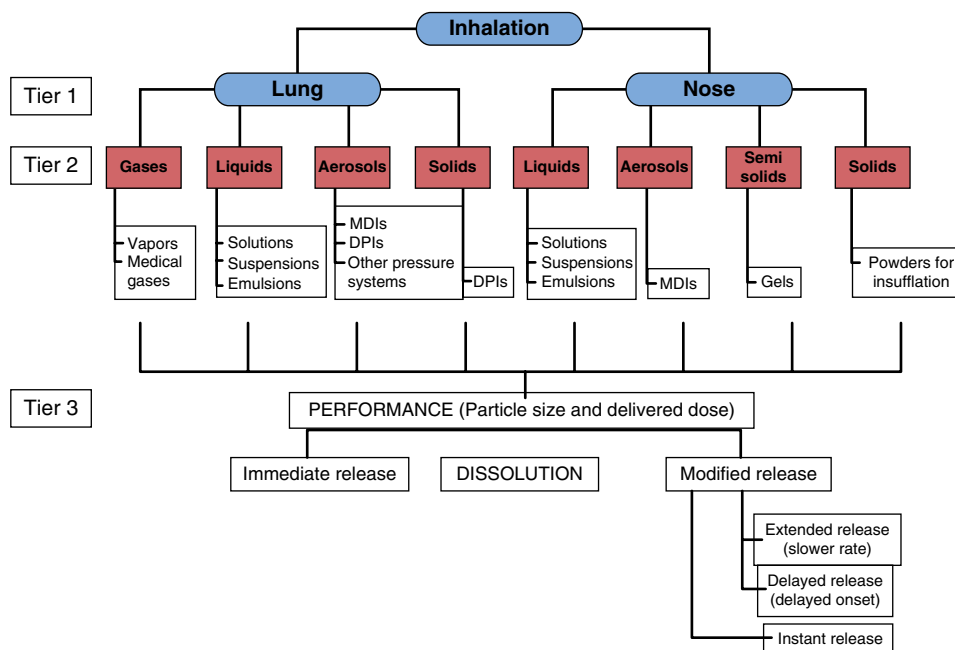 Inhalation
Tier 1
Lung
Nose
Tier 2
Gases
Liquids
Aerosols
Solids
Liquids
Aerosols
Semi
solids
Solids
Vapors
Medical
gases
Solutions
Suspensions
Emulsions
MDIs
DPIs
Other pressure
systems
DPIs
Solutions
Suspensions
Emulsions
MDIs
Gels
Powders for
insufflation
Tier 3
PERFORMANCE (Particle size and delivered dose)
Immediate release
DISSOLUTION
Modified release
Extended release
(slower rate)
Delayed release
(delayed onset)
Instant release